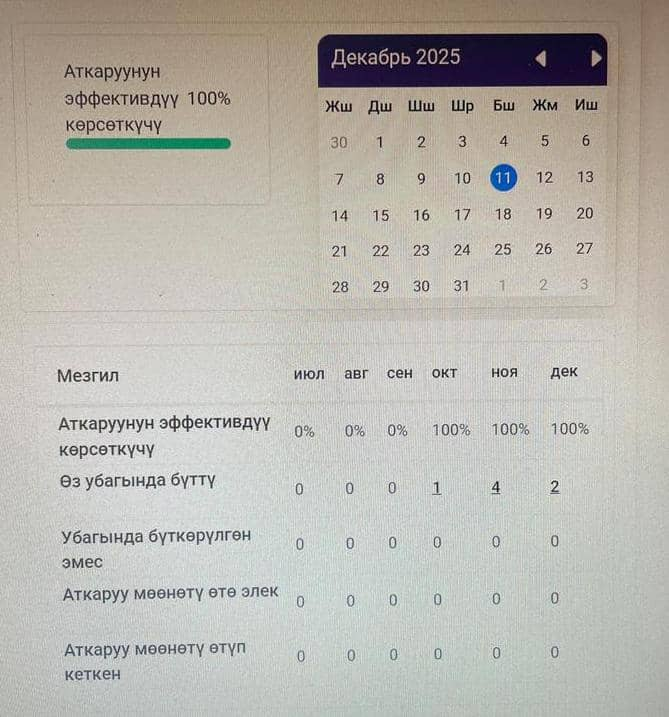 Аткаруунун
эффективдүү 100%
көрсөткүчү
Декабрь 2025
Жш Дш Шш Шр Бш Жм Иш
30 1 2 3 4 5 6
7 8 9 10 11 12 13
14 15 16 17 18 19 20
21 22 23 24 25 26 27
28 29 30 31 1 2 3
Мезгил июл авг сен окт ноя дек
Аткаруунун эффективдүү
көрсөткүчү 0% 0% 0% 100% 100% 100%
Өз убагында бүттү 0 0 0 1 4 2
Убагында бүткөрүлгөн
эмес 0 0 0 0 0 0
Аткаруу мөөнөтү өтө элек 0 0 0 0 0 0
Аткаруу мөөнөтү өтүп
кеткен 0 0 0 0 0 0